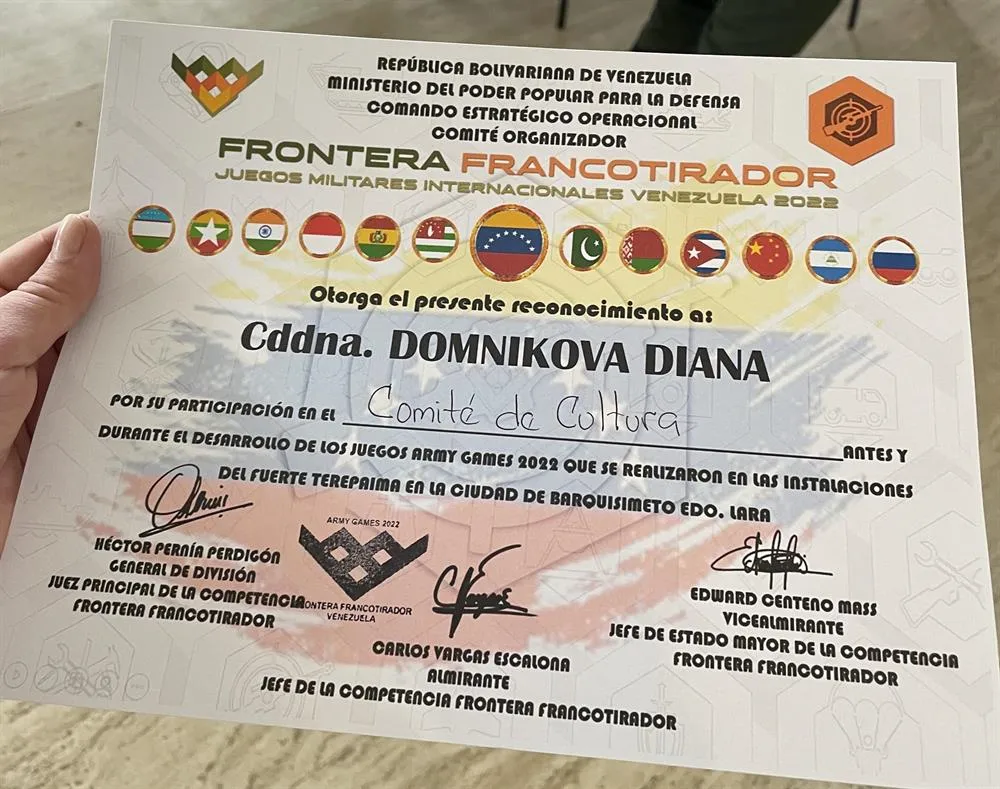 REPÚBLICA BOLIVARIANA DE VENEZUELA
MINISTERIO DEL PODER POPULAR PARA LA DEFENSA
COMANDO ESTRATÉGICO OPERACIONAL
COMITÉ ORGANIZADOR
FRONTERA FRANCOTIRADOR
JUEGOS MILITARES INTERNACIONALES VENEZUELA 2022
Otorga el presente reconocimiento a:
Cddna. DOMNIKOVA DIANA
POR SU PARTICIPACIÓN EN EL Comité de Cultura ANTES Y
DURANTE EL DESARROLLO DE LOS JUEGOS ARMY GAMES 2022 QUE SE REALIZARON EN LAS INSTALACIONES
DEL FUERTE TEREPAIMA EN LA CIUDAD DE BARQUISIMETO EDO. LARA
HÉCTOR PERNÍA PERDIGÓN
GENERAL DE DIVISIÓN
JUEZ PRINCIPAL DE LA COMPETENCIA
FRONTERA FRANCOTIRADOR
ARMY GAMES 2022
FRONTERA FRANCOTIRADOR
VENEZUELA
CARLOS VARGAS ESCALONA
ALMIRANTE
JEFE DE LA COMPETENCIA FRONTERA FRANCOTIRADOR
EDWARD CENTENO MASS
VICEALMIRANTE
JEFE DE ESTADO MAYOR DE LA COMPETENCIA
FRONTERA FRANCOTIRADOR